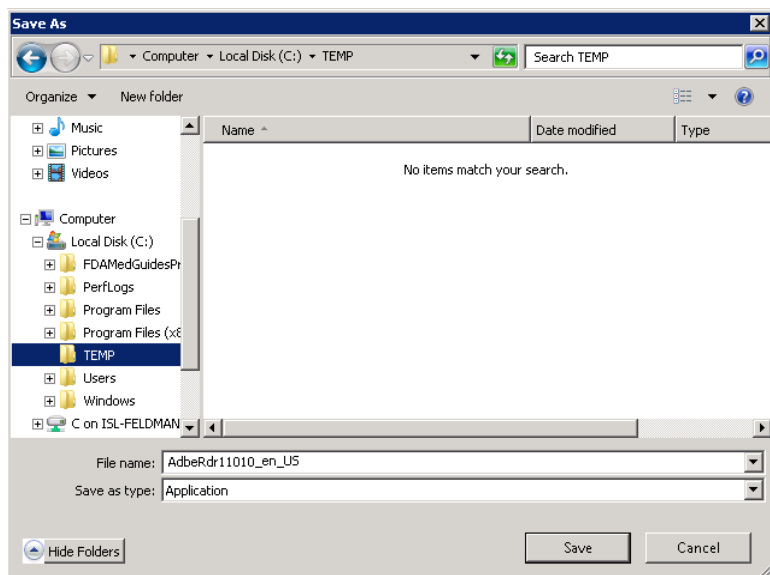 Save As
Computer Local Disk (C:) TEMP
Search TEMP
Organize New folder
Name Date modified Type
No items match your search.
Music
Pictures
Videos
Computer
Local Disk (C:)
FDAMedGuidesPr
PerfLogs
Program Files
Program Files (x8
TEMP
Users
Windows
C on ISL-FELDMAN
File name: AdbeRdr11010_en_US
Save as type: Application
Hide Folders Save Cancel